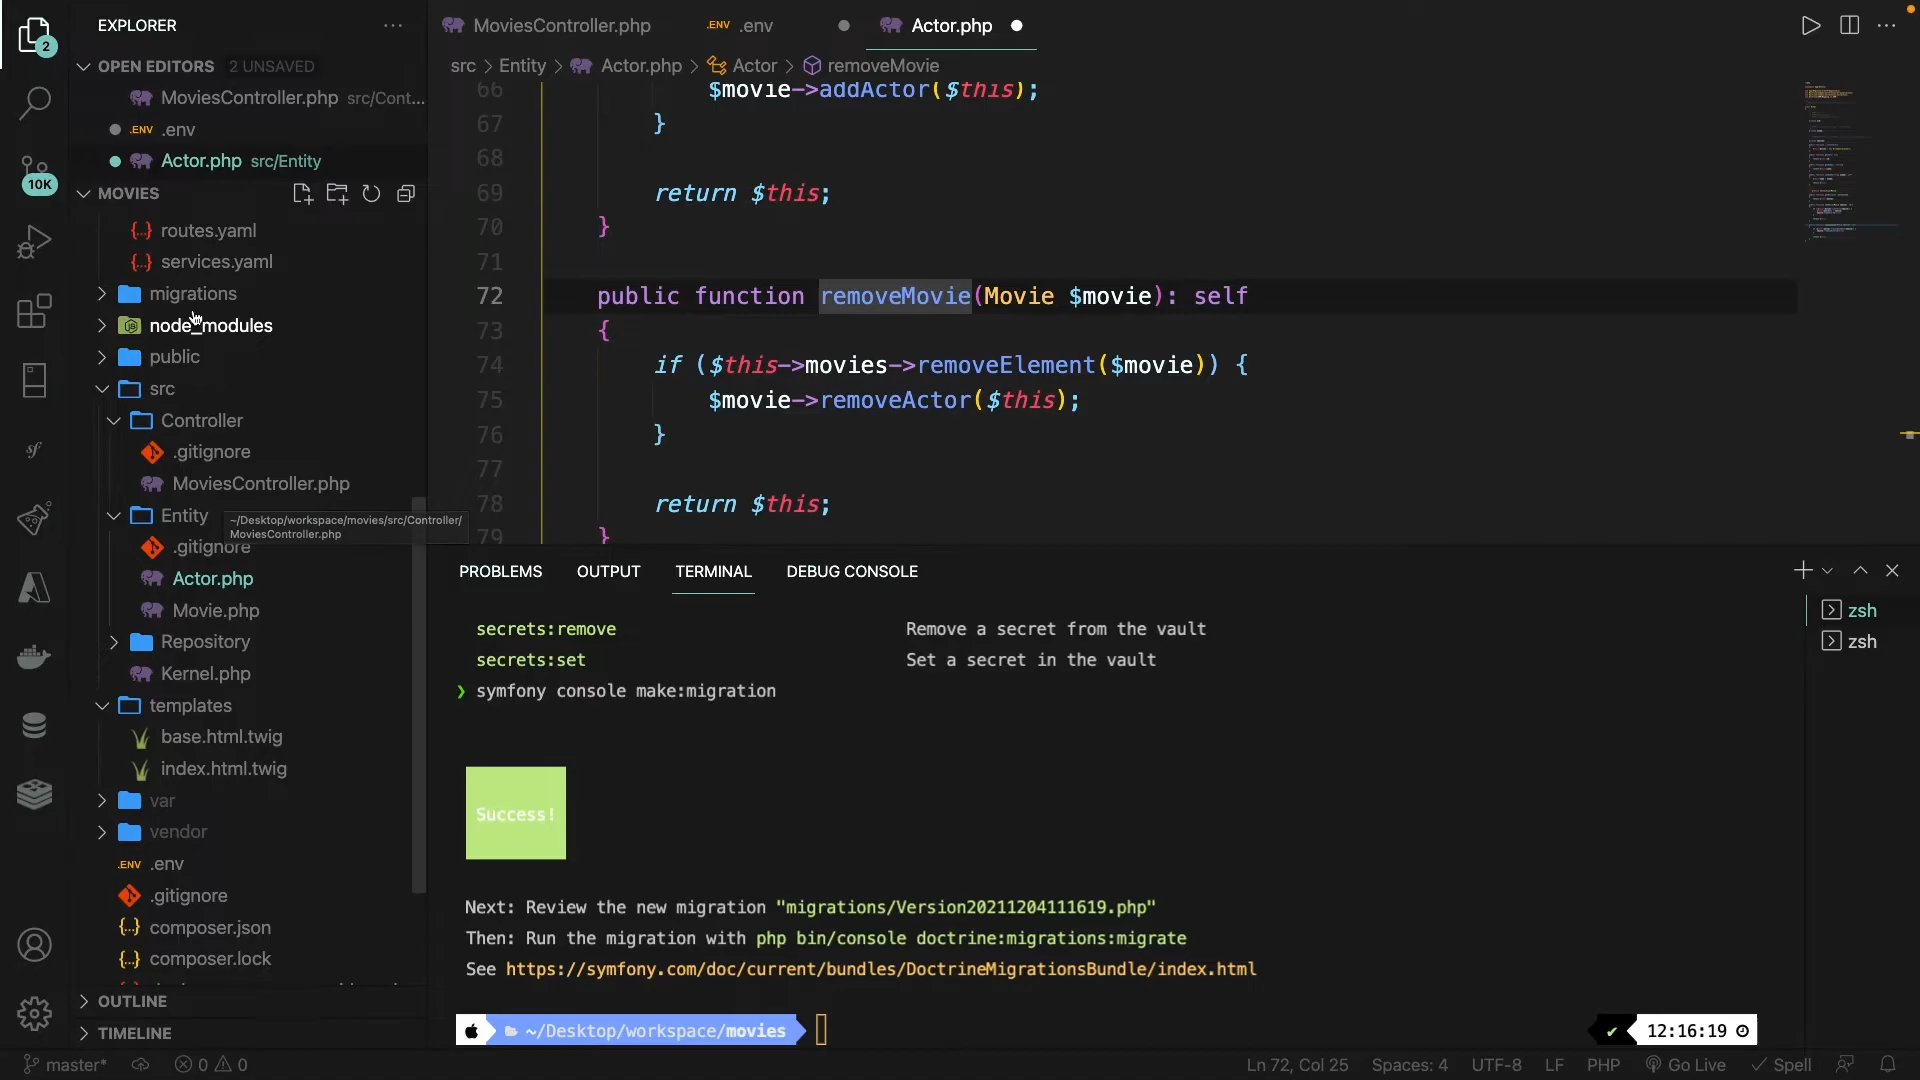 EXPLORER
OPEN EDITORS 2 UNSAVED
MoviesController.php src/Cont...
.ENV .env
Actor.php src/Entity
MOVIES
routes.yaml
services.yaml
migrations
node_modules
public
src
Controller
.gitignore
MoviesController.php
Entity
~/Desktop/workspace/movies/src/Controller/
MoviesController.php
.gitignore
Actor.php
Movie.php
Repository
Kernel.php
templates
base.html.twig
index.html.twig
var
vendor
.ENV .env
.gitignore
composer.json
composer.lock
OUTLINE
TIMELINE
2
10K
MoviesController.php
.ENV .env
Actor.php
src > Entity > Actor.php > Actor > removeMovie
66 $movie->addActor($this);
67 }
68
69 return $this;
70 }
71
72 public function removeMovie(Movie $movie): self
73 {
74 if ($this->movies->removeElement($movie)) {
75 $movie->removeActor($this);
76 }
77
78 return $this;
79 }
PROBLEMS OUTPUT TERMINAL DEBUG CONSOLE
secrets:remove Remove a secret from the vault
secrets:set Set a secret in the vault
❯ symfony console make:migration
Success!
Next: Review the new migration "migrations/Version20211204111619.php"
Then: Run the migration with php bin/console doctrine:migrations:migrate
See https://symfony.com/doc/current/bundles/DoctrineMigrationsBundle/index.html
~/Desktop/workspace/movies
12:16:19
zsh
zsh
master* 0 0
Ln 72, Col 25 Spaces: 4 UTF-8 LF PHP Go Live Spell